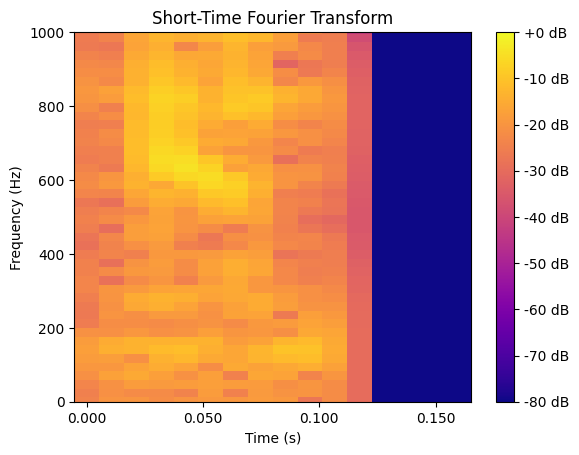 Short-Time Fourier Transform
Frequency (Hz)
1000
800
600
400
200
0
0.000
0.050
0.100
0.150
Time (s)
+0 dB
-10 dB
-20 dB
-30 dB
-40 dB
-50 dB
-60 dB
-70 dB
-80 dB